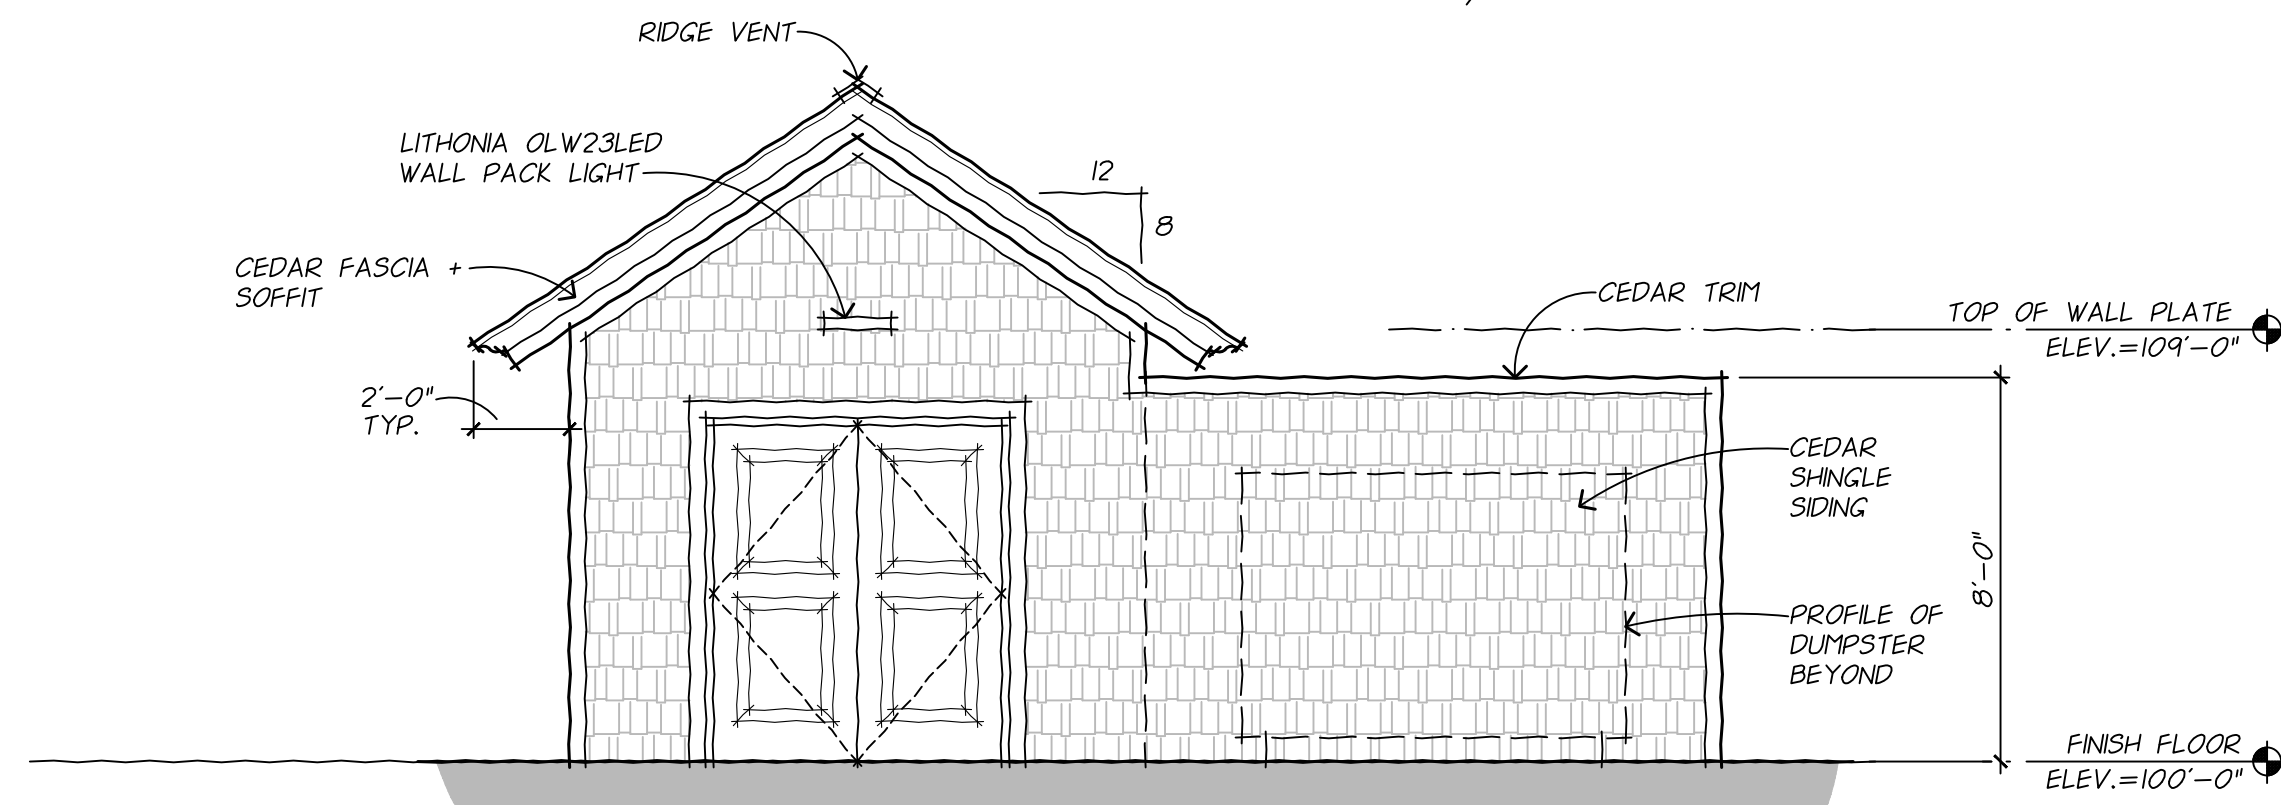 RIDGE VENT
LITHONIA OLW23LED
WALL PACK LIGHT
12
8
CEDAR FASCIA +
SOFFIT
CEDAR TRIM
TOP OF WALL PLATE
ELEV.=109'-0"
2'-0"
TYP.
CEDAR
SHINGLE
SIDING
8'-0"
PROFILE OF
DUMPSTER
BEYOND
FINISH FLOOR
ELEV.=100'-0"